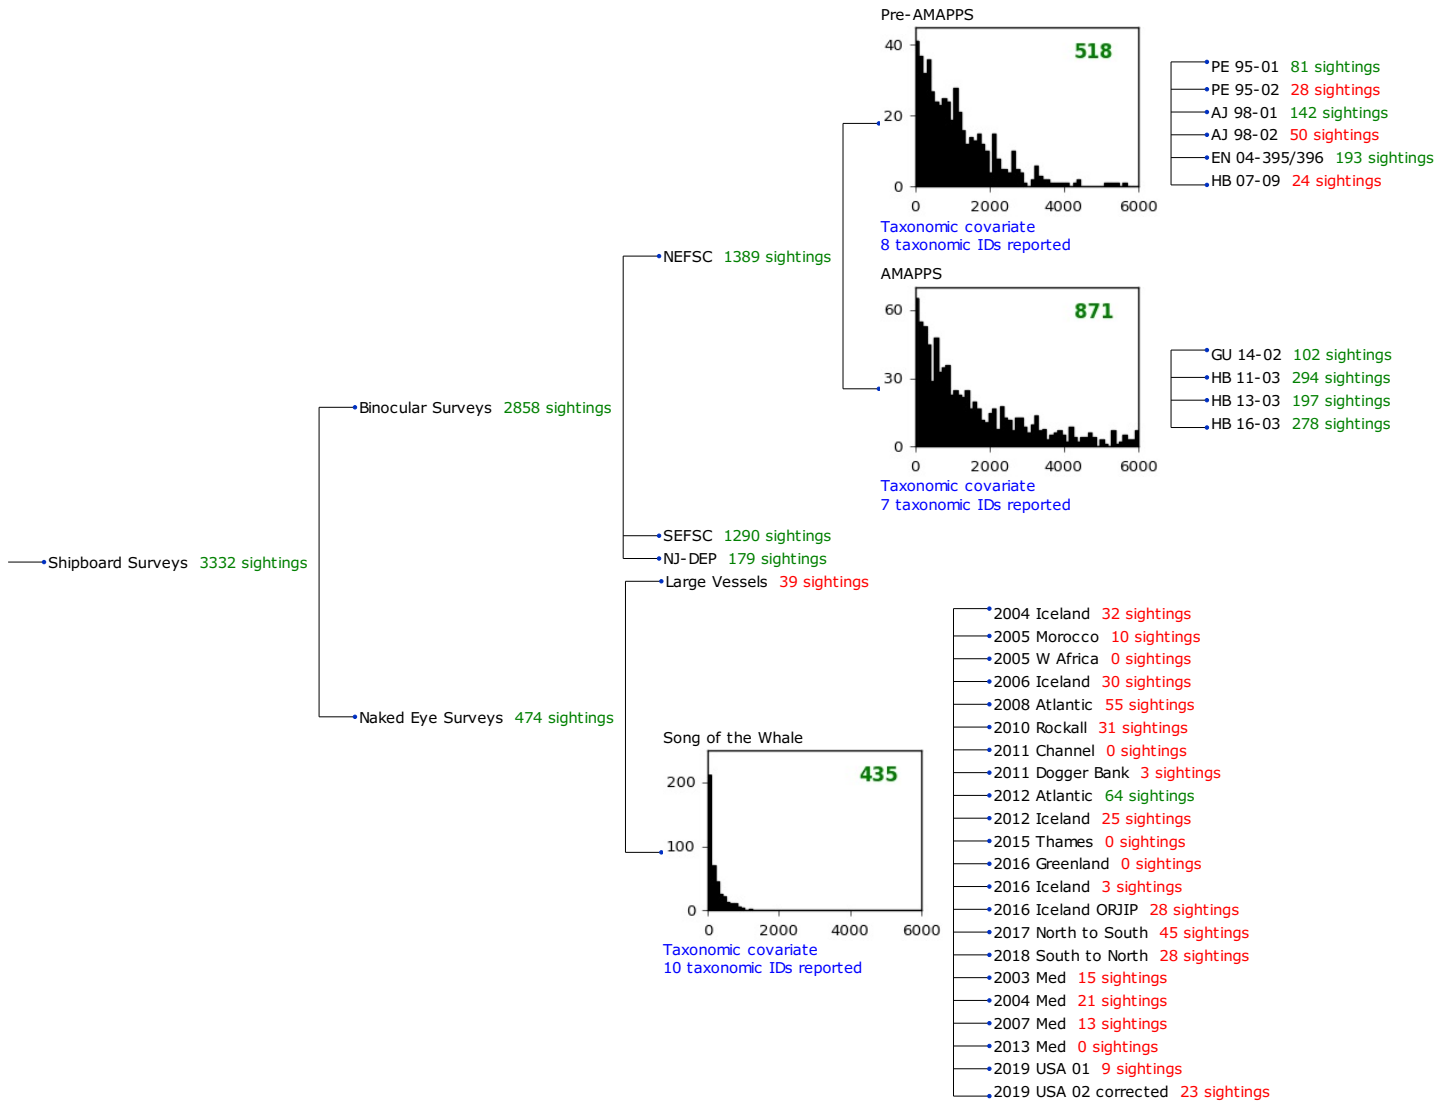 Pre-AMAPPS
518
40
20
0
0 2000 4000 6000
Taxonomic covariate
8 taxonomic IDs reported
PE 95-01 81 sightings
PE 95-02 28 sightings
AJ 98-01 142 sightings
AJ 98-02 50 sightings
EN 04-395/396 193 sightings
HB 07-09 24 sightings
NEFSC 1389 sightings
AMAPPS
871
60
30
0
0 2000 4000 6000
Taxonomic covariate
7 taxonomic IDs reported
GU 14-02 102 sightings
HB 11-03 294 sightings
HB 13-03 197 sightings
HB 16-03 278 sightings
Binocular Surveys 2858 sightings
SEFSC 1290 sightings
NJ-DEP 179 sightings
Shipboard Surveys 3332 sightings
Large Vessels 39 sightings
Naked Eye Surveys 474 sightings
Song of the Whale
435
200
100
0
0 2000 4000 6000
Taxonomic covariate
10 taxonomic IDs reported
2004 Iceland 32 sightings
2005 Morocco 10 sightings
2005 W Africa 0 sightings
2006 Iceland 30 sightings
2008 Atlantic 55 sightings
2010 Rockall 31 sightings
2011 Channel 0 sightings
2011 Dogger Bank 3 sightings
2012 Atlantic 64 sightings
2012 Iceland 25 sightings
2015 Thames 0 sightings
2016 Greenland 0 sightings
2016 Iceland 3 sightings
2016 Iceland ORJIP 28 sightings
2017 North to South 45 sightings
2018 South to North 28 sightings
2003 Med 15 sightings
2004 Med 21 sightings
2007 Med 13 sightings
2013 Med 0 sightings
2019 USA 01 9 sightings
2019 USA 02 corrected 23 sightings